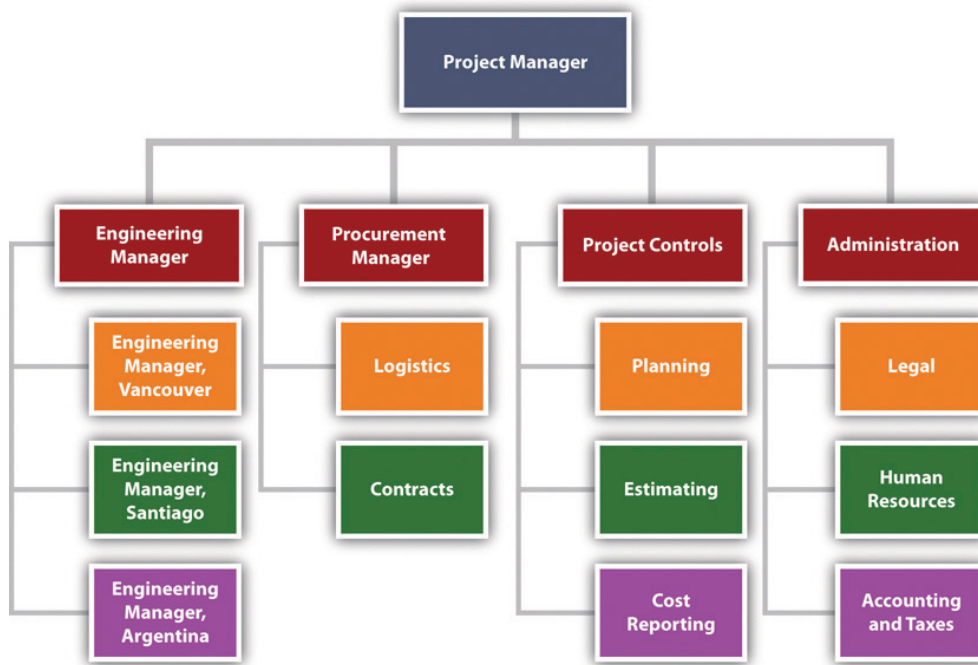 Project Manager
Engineering
Manager
Procurement
Manager
Project Controls
Administration
Engineering
Manager,
Vancouver
Logistics
Planning
Legal
Engineering
Manager,
Santiago
Contracts
Estimating
Human
Resources
Engineering
Manager,
Argentina
Cost
Reporting
Accounting
and Taxes